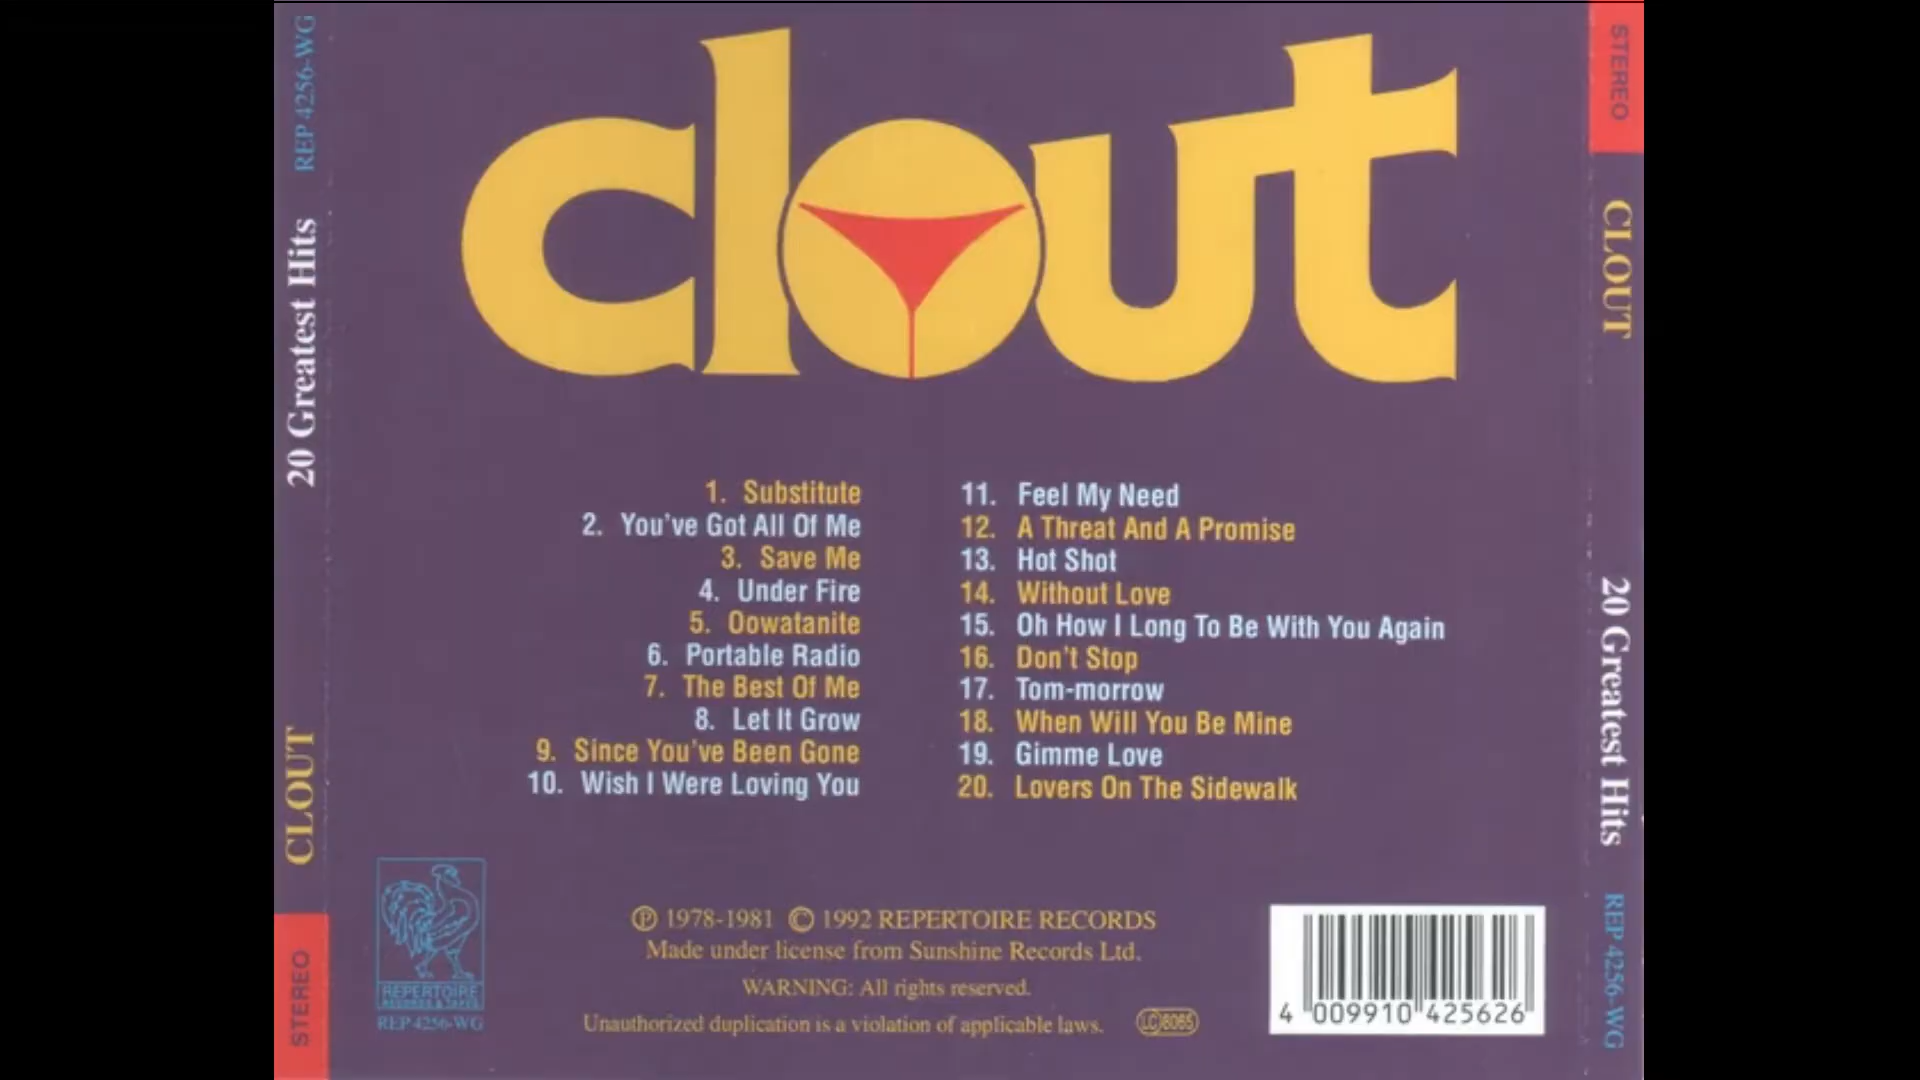 REP 4256-WG
20 Greatest Hits
CLOUT
STEREO
clout
1. Substitute
2. You've Got All Of Me
3. Save Me
4. Under Fire
5. Oowatanite
6. Portable Radio
7. The Best Of Me
8. Let It Grow
9. Since You've Been Gone
10. Wish I Were Loving You
11. Feel My Need
12. A Threat And A Promise
13. Hot Shot
14. Without Love
15. Oh How I Long To Be With You Again
16. Don't Stop
17. Tom-morrow
18. When Will You Be Mine
19. Gimme Love
20. Lovers On The Sidewalk
REPERTOIRE
RECORDS & TAPES
REP 4256-WG
Ⓟ 1978-1981 © 1992 REPERTOIRE RECORDS
Made under license from Sunshine Records Ltd.
WARNING: All rights reserved.
Unauthorized duplication is a violation of applicable laws.
LC 8065
4 009910 425626
STEREO
CLOUT
20 Greatest Hits
REP 4256-WG